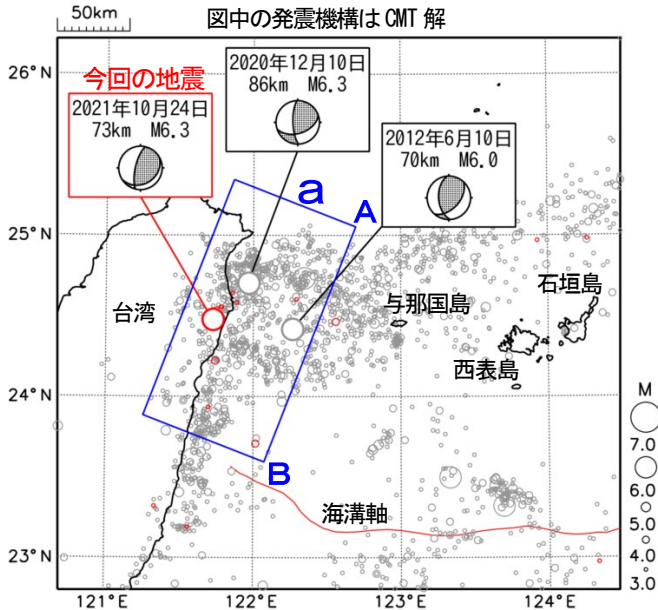 50km
図中の発震機構は CMT 解
26°N
25°N
24°N
23°N
今回の地震
2021年10月24日
73km M6.3
2020年12月10日
86km M6.3
2012年6月10日
70km M6.0
a
A
B
台湾
与那国島
石垣島
西表島
海溝軸
M
7.0
6.0
5.0
4.0
3.0
121°E
122°E
123°E
124°E